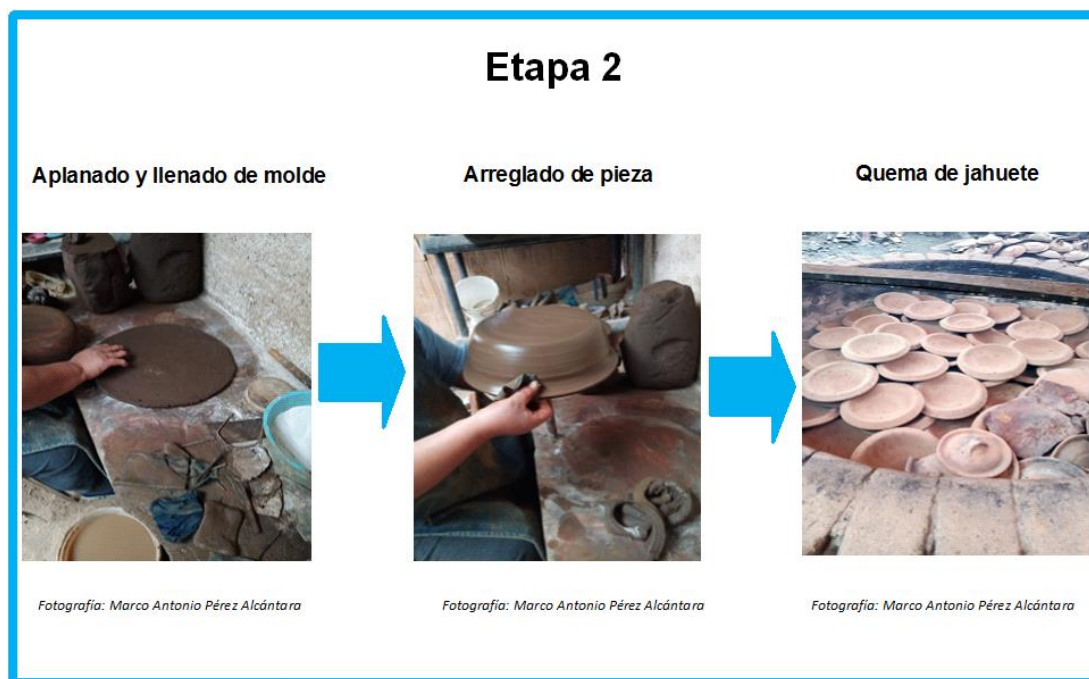 Etapa 2
Aplanado y llenado de molde
Arreglado de pieza
Quema de jahuete
Fotografía: Marco Antonio Pérez Alcántara
Fotografía: Marco Antonio Pérez Alcántara
Fotografía: Marco Antonio Pérez Alcántara